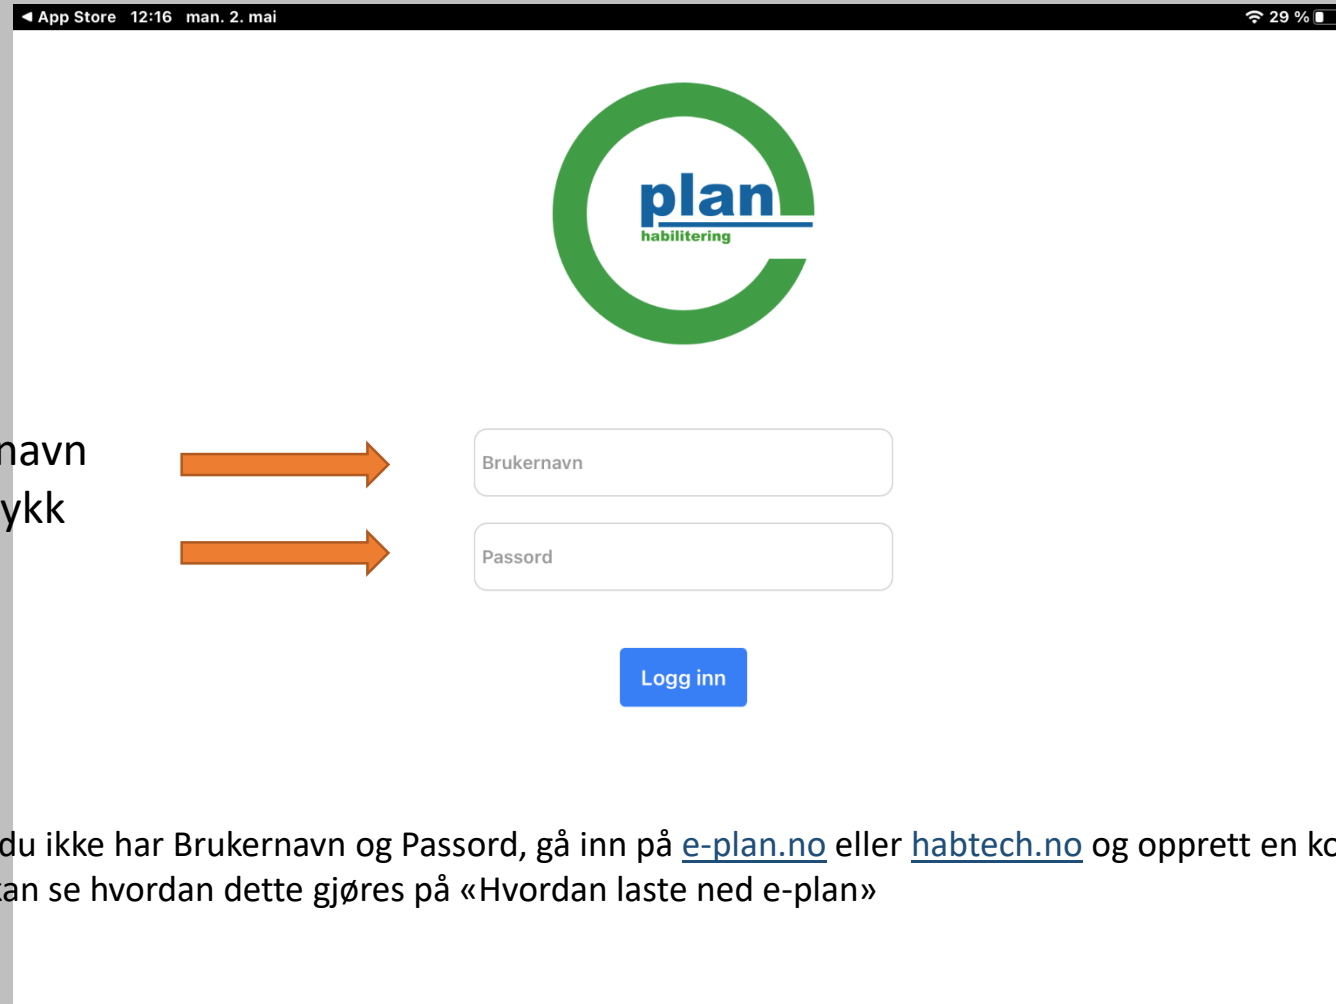 App Store 12:16 man. 2. mai 29 %
plan
habilitering
navn
ykk
Brukernavn
Passord
Logg inn
du ikke har Brukernavn og Passord, gå inn på e-plan.no eller habtech.no og opprett en ko
kan se hvordan dette gjøres på «Hvordan laste ned e-plan»